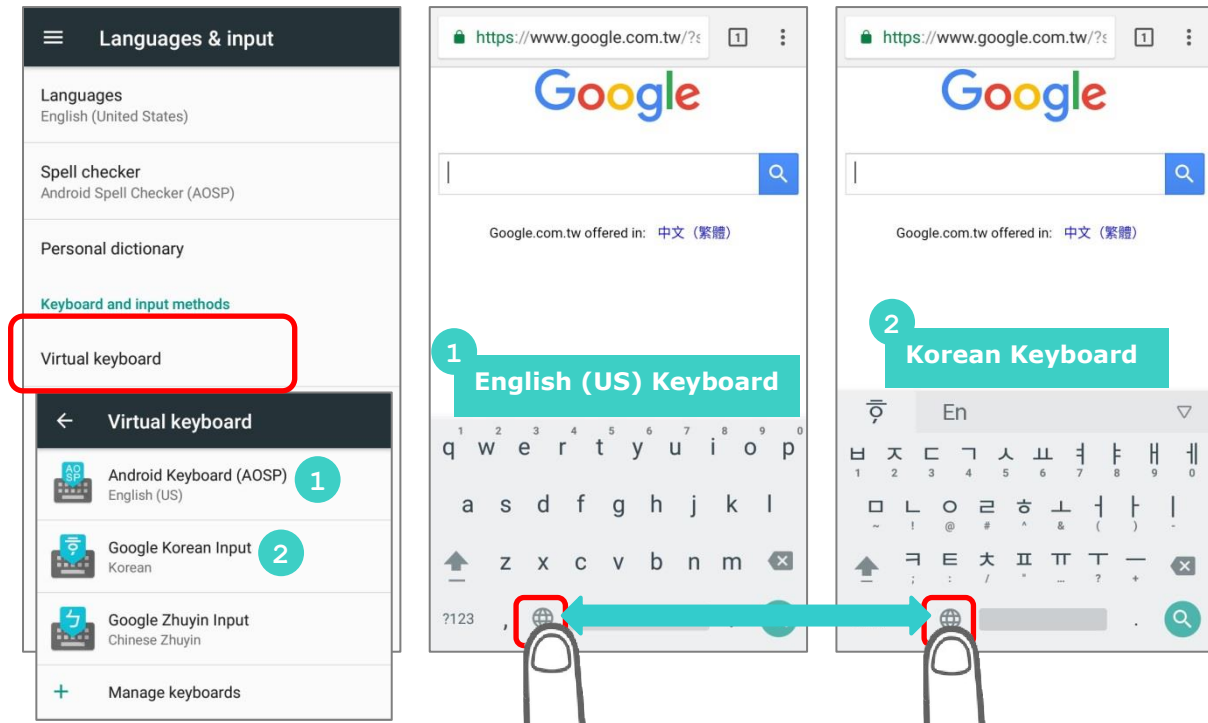 Languages & input
Languages
English (United States)
Spell checker
Android Spell Checker (AOSP)
Personal dictionary
Keyboard and input methods
Virtual keyboard
Virtual keyboard
AO
SP
Android Keyboard (AOSP)
English (US)
1
Google Korean Input
Korean
2
Google Zhuyin Input
Chinese Zhuyin
+ Manage keyboards
https://www.google.com.tw/?s
1
Google
Google.com.tw offered in: 中文（繁體）
1
English (US) Keyboard
1 2 3 4 5 6 7 8 9 0
q w e r t y u i o p
a s d f g h j k l
z x c v b n m
?123 ,
https://www.google.com.tw/?s
1
Google
Google.com.tw offered in: 中文（繁體）
2
Korean Keyboard
En
ㅂ ㅈ ㄷ ㄱ ㅅ ㅛ ㅕ ㅑ ㅐ ㅔ
1 2 3 4 5 6 7 8 9 0
ㅁ ㄴ ㅇ ㄹ ㅎ ㅗ ㅓ ㅏ ㅣ
~ ! @ # ^ & ( ) -
ㅋ ㅌ ㅊ ㅍ ㅠ ㅜ ㅡ
; : / ... ? +
.